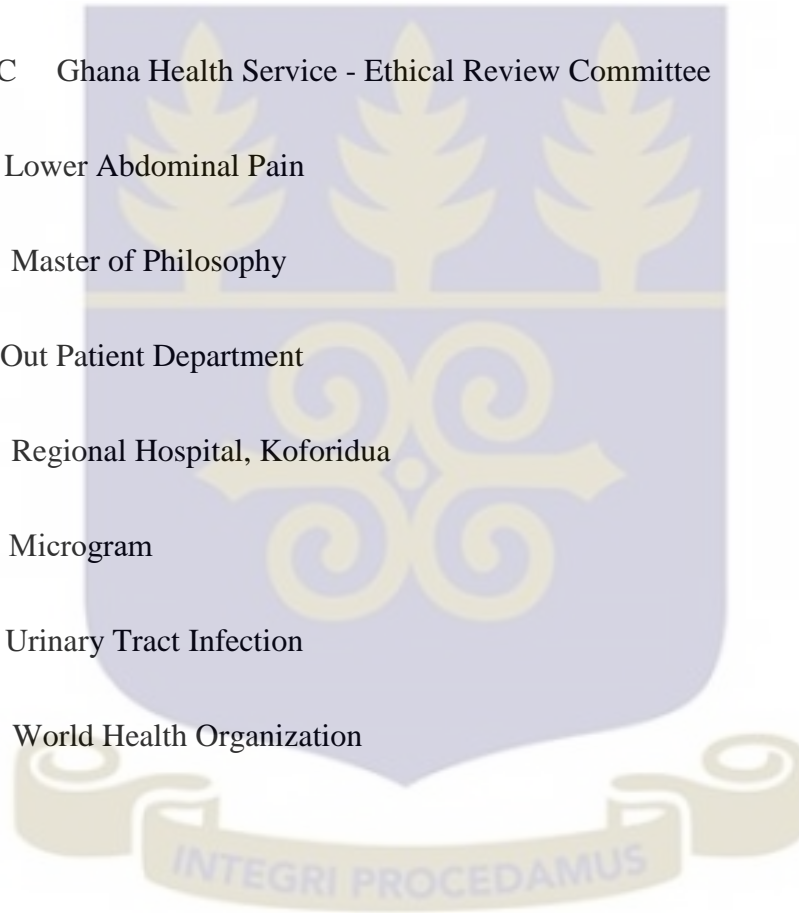 C Ghana Health Service - Ethical Review Committee
Lower Abdominal Pain
Master of Philosophy
Out Patient Department
Regional Hospital, Koforidua
Microgram
Urinary Tract Infection
World Health Organization
INTEGRI PROCEDAMUS